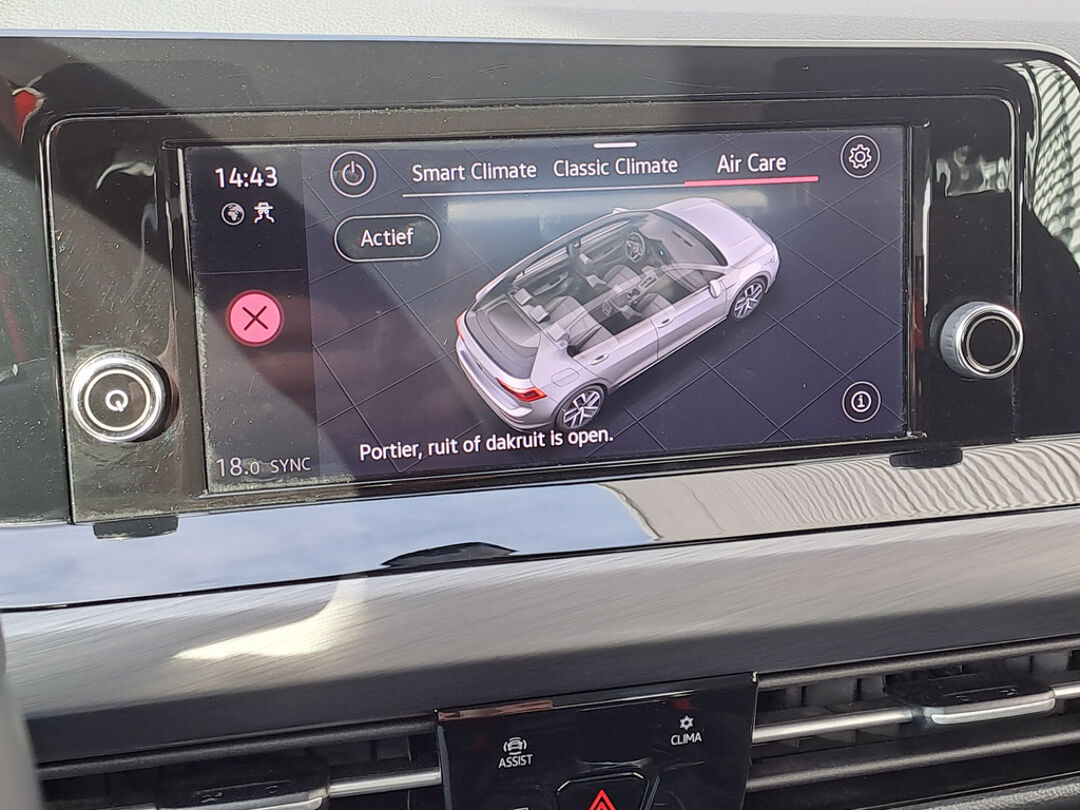 14:43
Smart Climate Classic Climate Air Care
Actief
Portier, ruit of dakruit is open.
18.0 SYNC
ASSIST
CLIMA